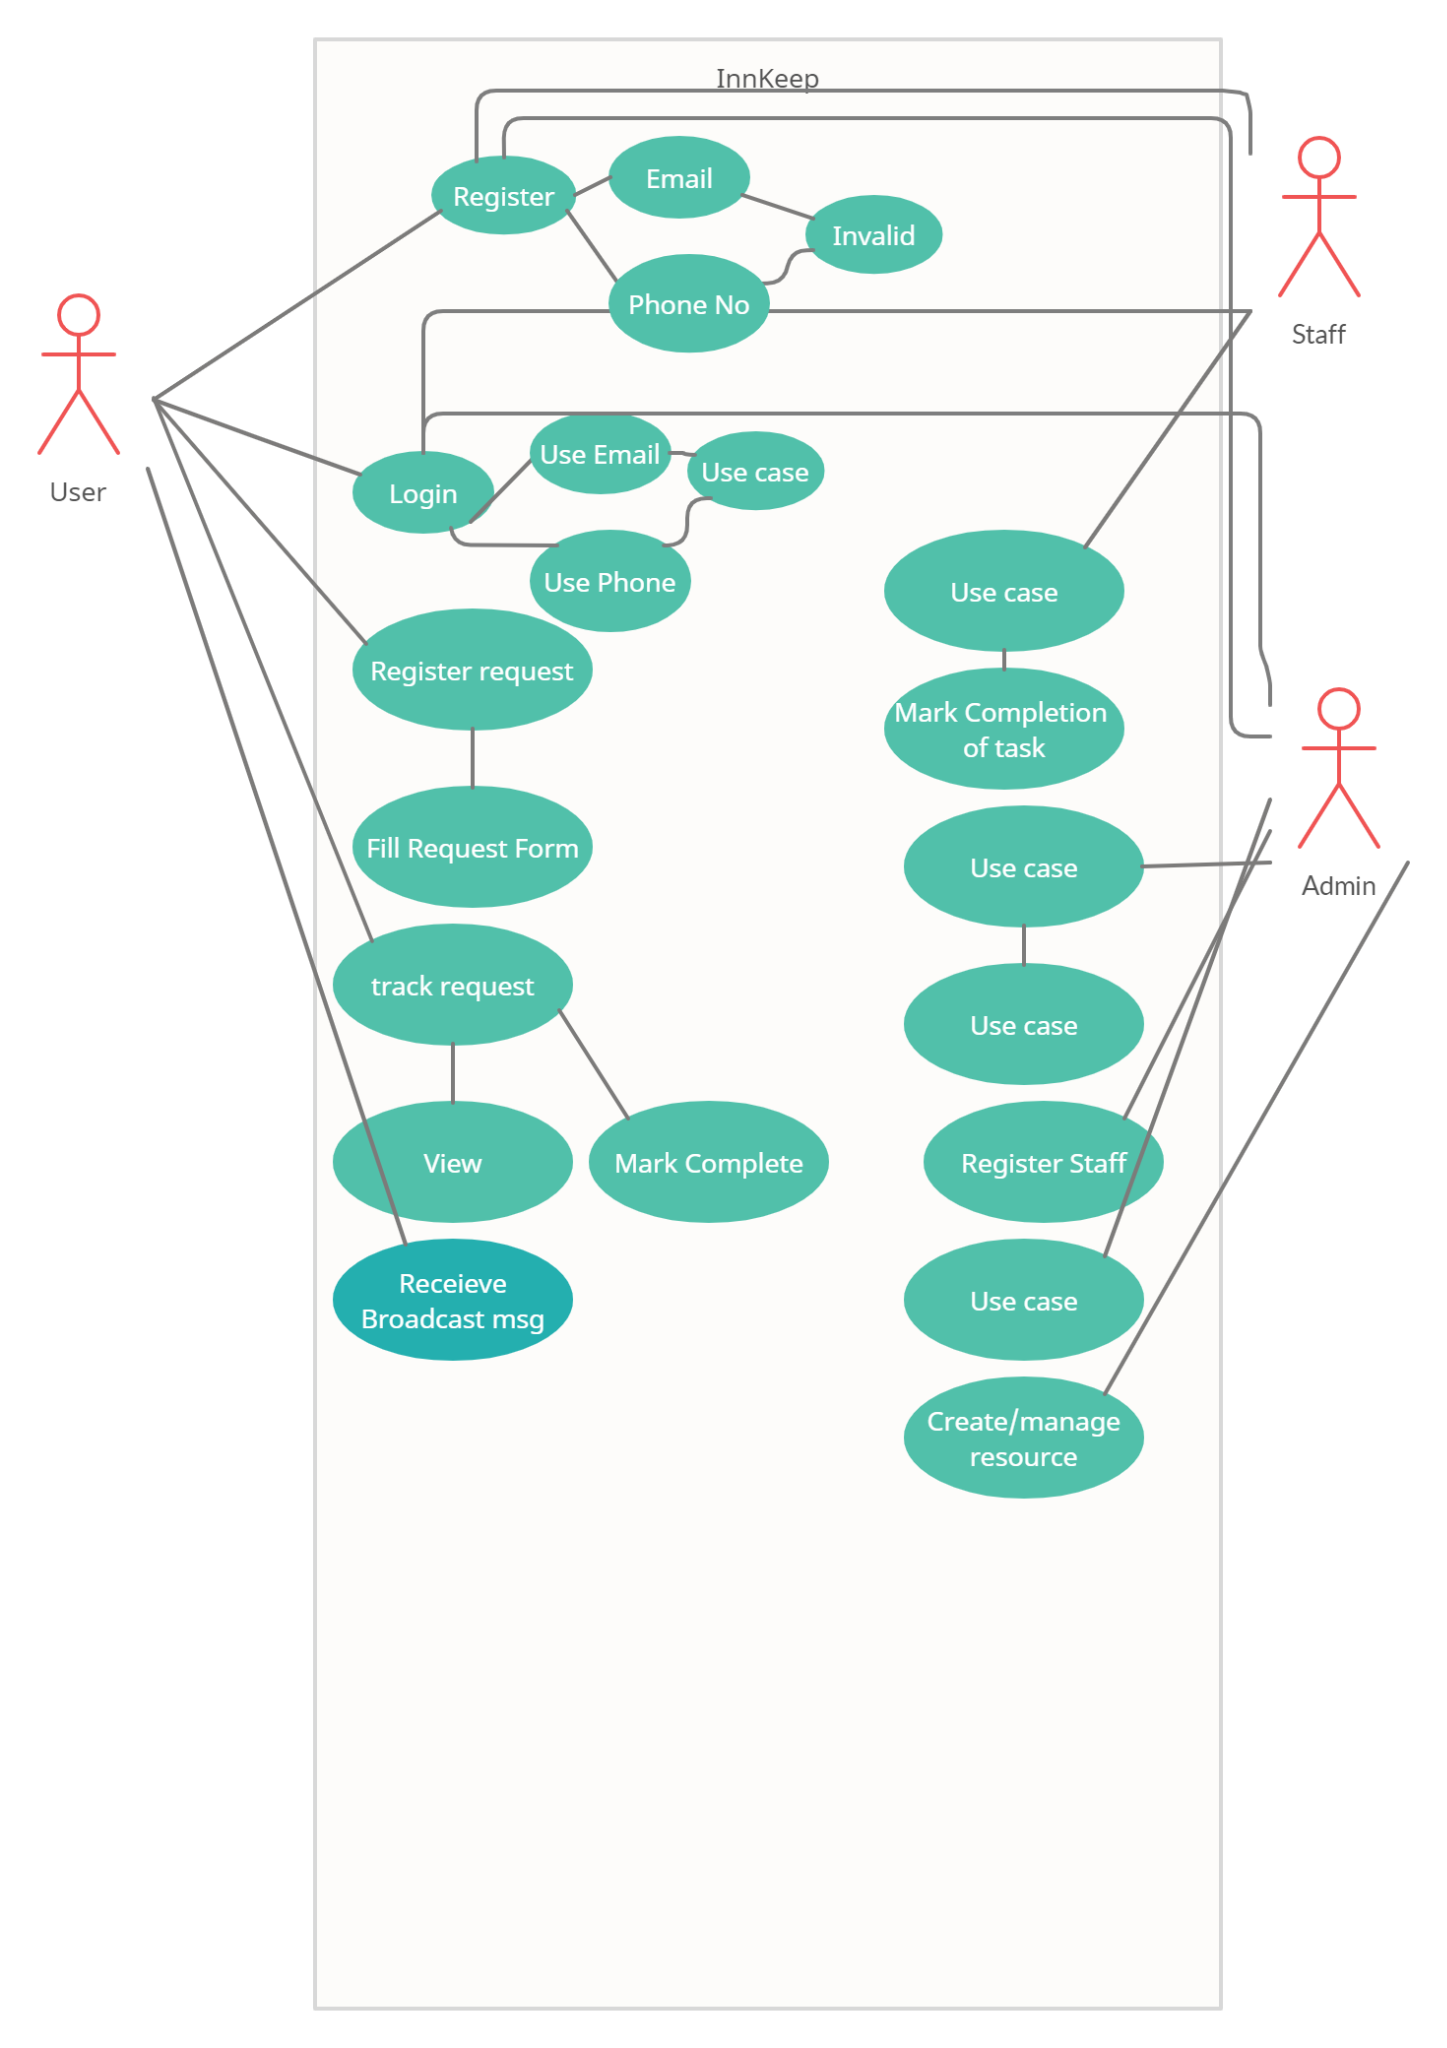 InnKeep
Register
Email
Invalid
Phone No
Staff
User
Login
Use Email
Use case
Use Phone
Use case
Register request
Mark Completion
of task
Fill Request Form
Use case
Admin
track request
Use case
View
Mark Complete
Register Staff
Receieve
Broadcast msg
Use case
Create/manage
resource